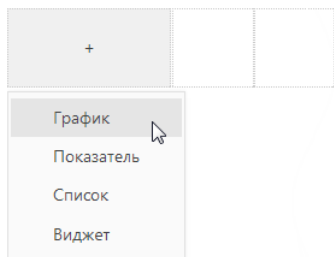 +
График
Показатель
Список
Виджет